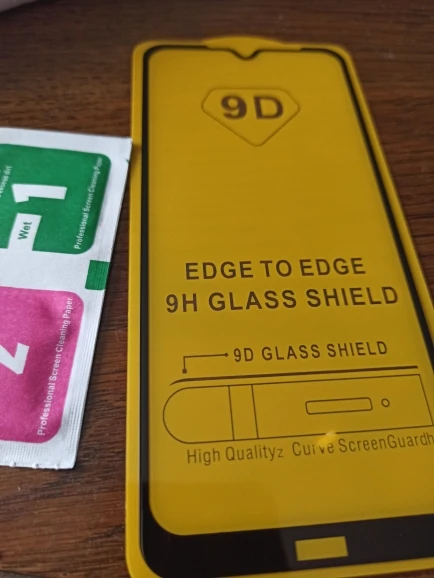 9D
EDGE TO EDGE
9H GLASS SHIELD
9D GLASS SHIELD
High Qualityz Curve ScreenGuardh
1
Wet
Professional Screen Cleaning Paper
2
Professional Screen Cleaning Paper